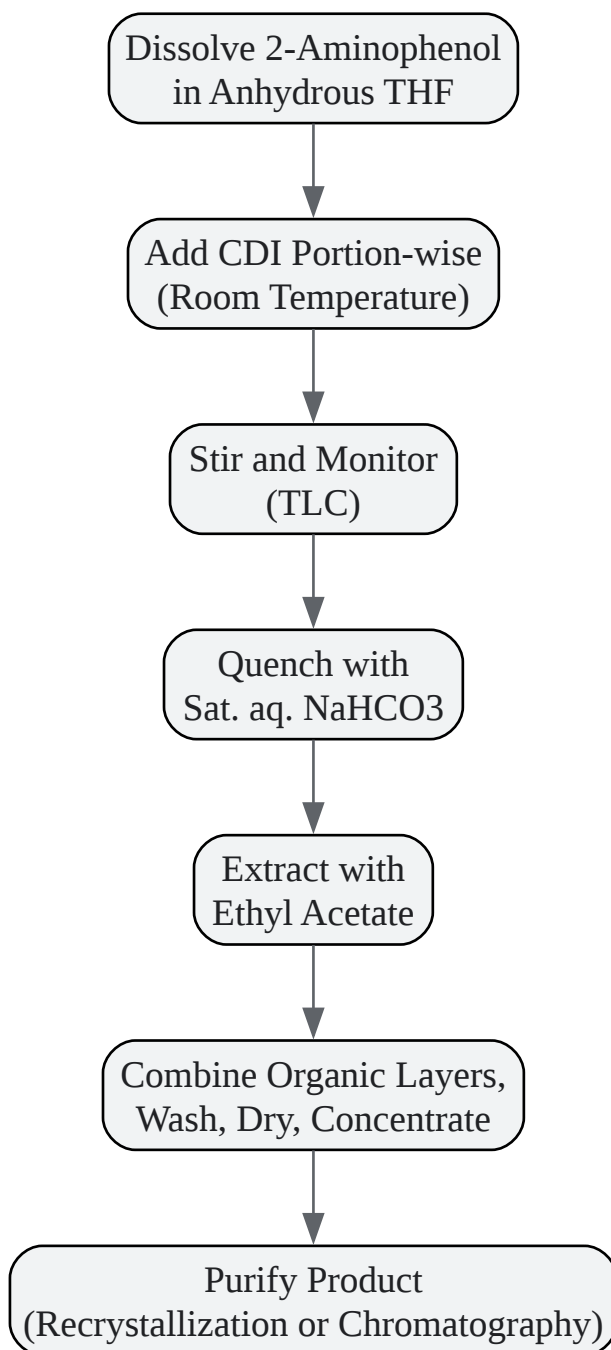 Dissolve 2-Aminophenol
in Anhydrous THF
Add CDI Portion-wise
(Room Temperature)
Stir and Monitor
(TLC)
Quench with
Sat. aq. NaHCO3
Extract with
Ethyl Acetate
Combine Organic Layers,
Wash, Dry, Concentrate
Purify Product
(Recrystallization or Chromatography)